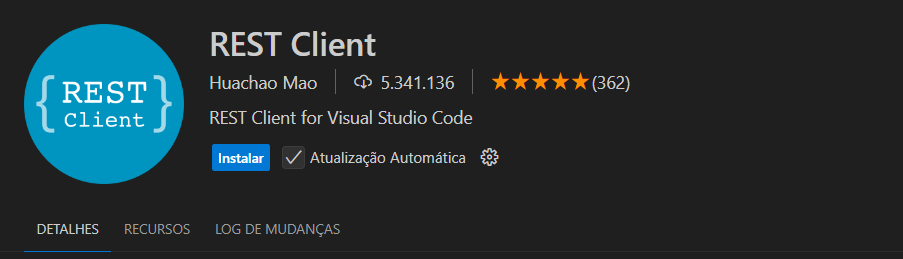 REST Client
{REST
Client}
Huachao Mao 5.341.136 ★★★★★(362)
REST Client for Visual Studio Code
Instalar Atualização Automática
DETALHES RECURSOS LOG DE MUDANÇAS